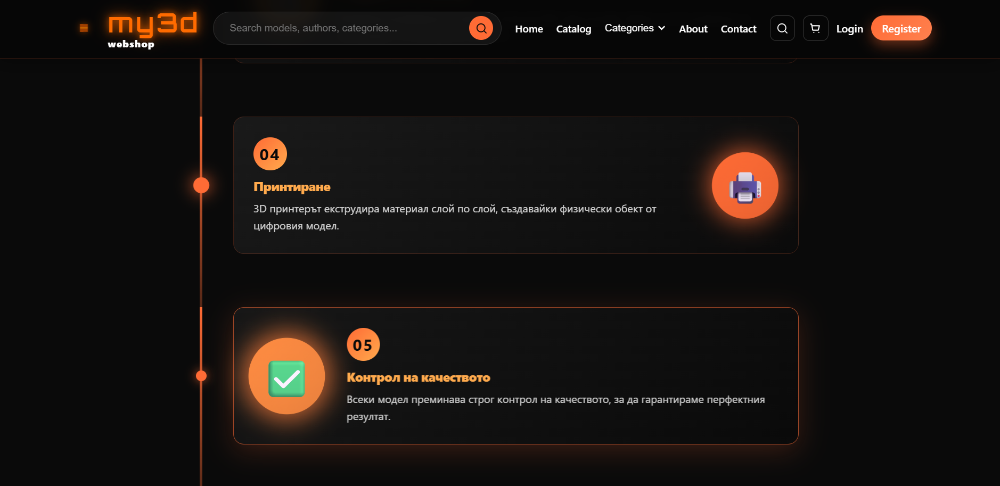 my3d
webshop
Search models, authors, categories...
Home
Catalog
Categories
About
Contact
Login
Register
04
Принтиране
3D принтерът екструдира материал слой по слой, създавайки физически обект от
цифровия модел.
05
Контрол на качеството
Всеки модел преминава строг контрол на качеството, за да гарантираме перфектния
резултат.